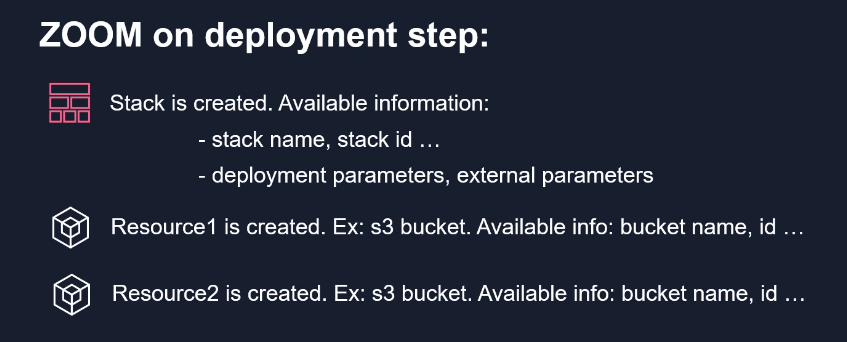 ZOOM on deployment step:
Stack is created. Available information:
- stack name, stack id …
- deployment parameters, external parameters
Resource1 is created. Ex: s3 bucket. Available info: bucket name, id …
Resource2 is created. Ex: s3 bucket. Available info: bucket name, id …